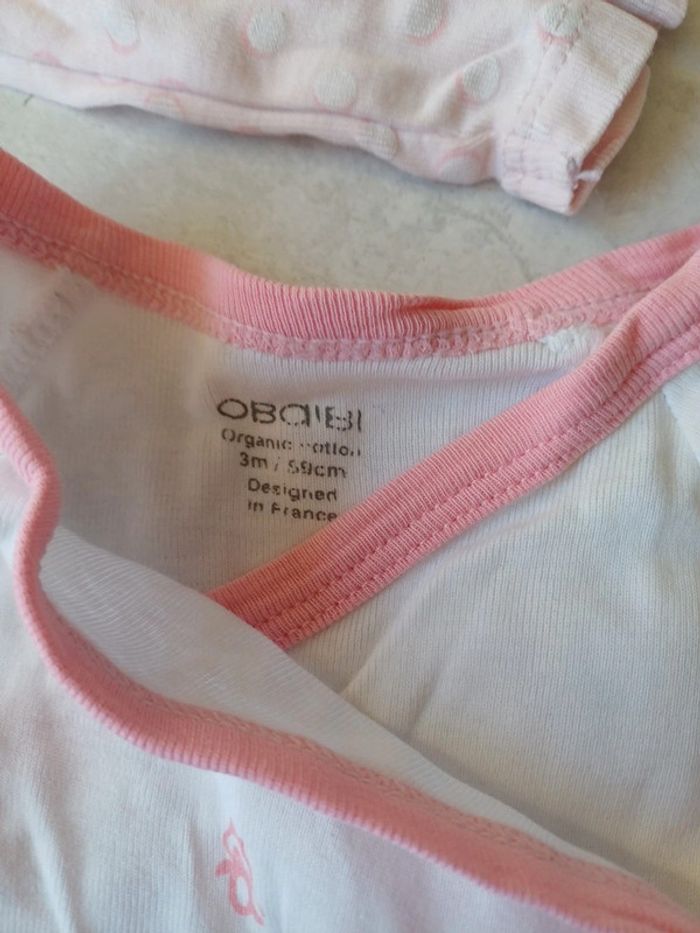 OBAIBI
Organic cotton
3m / 59cm
Designed
in France